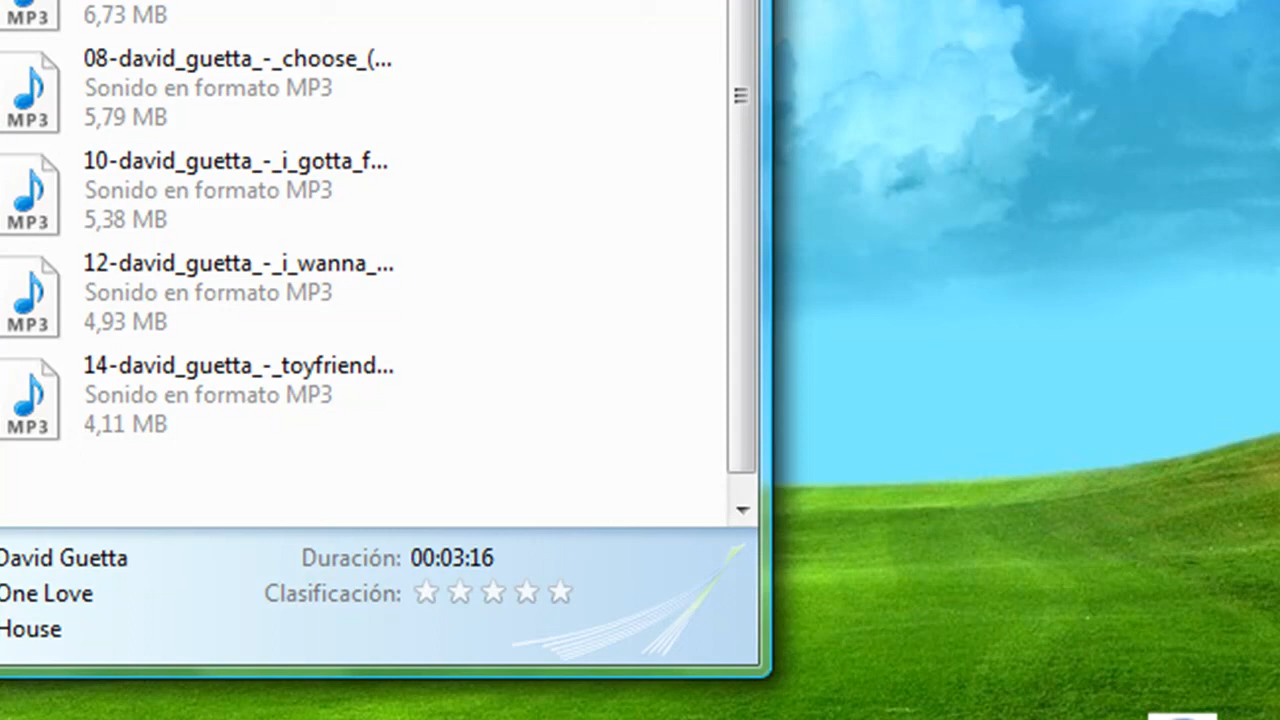 MP3
6,73 MB
08-david_guetta_-_choose_(...
Sonido en formato MP3
MP3
5,79 MB
10-david_guetta_-_i_gotta_f...
Sonido en formato MP3
MP3
5,38 MB
12-david_guetta_-_i_wanna_...
Sonido en formato MP3
MP3
4,93 MB
14-david_guetta_-_toyfriend...
Sonido en formato MP3
MP3
4,11 MB
David Guetta
Duración: 00:03:16
One Love
Clasificación:
House